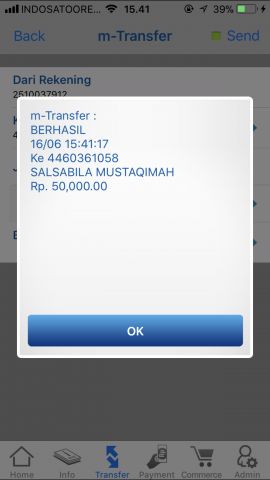 INDOSATOORE... 15.41 39%
Back m-Transfer Send
Dari Rekening
2510037912
m-Transfer :
BERHASIL
16/06 15:41:17
Ke 4460361058
SALSABILA MUSTAQIMAH
Rp. 50,000.00
OK
Home Info Transfer Payment Commerce Admin